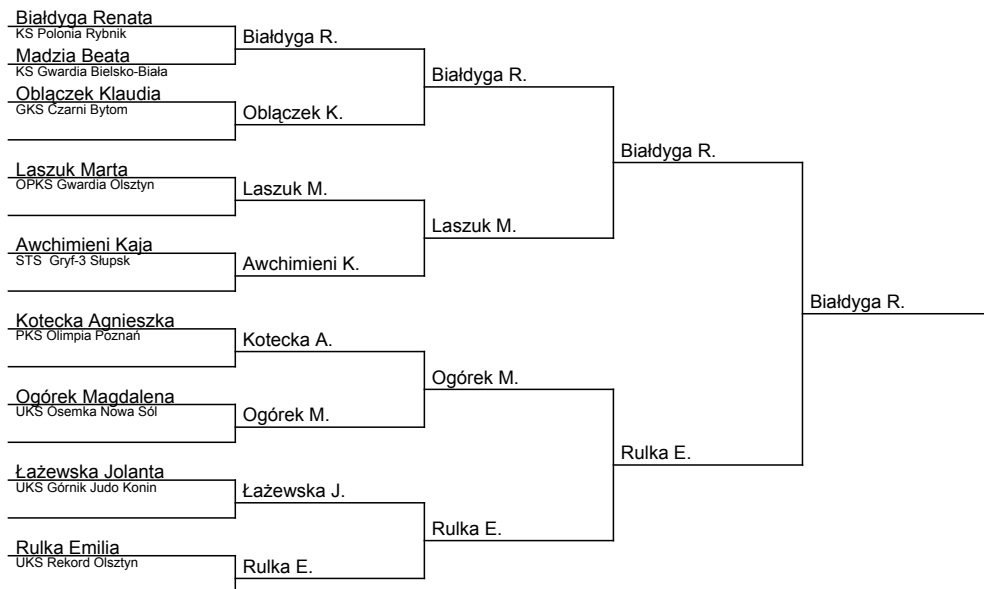 Białdyga Renata
KS Polonia Rybnik
Madzia Beata
KS Gwardia Bielsko-Biała
Obláczek Klaudia
GKS Czarni Bytom
Laszuk Marta
OPKS Gwardia Olsztyn
Awchimieni Kaja
STS Gryf-3 Słupsk
Kotecka Agnieszka
PKS Olimpia Poznań
Ogórek Magdalena
UKS Ósemka Nowa Sól
Łażewska Jolanta
UKS Górnik Judo Konin
Rulka Emilia
UKS Rekord Olsztyn
Białdyga R.
Oblączek K.
Laszuk M.
Awchimieni K.
Kotecka A.
Ogórek M.
Łażewska J.
Rulka E.
Białdyga R.
Laszuk M.
Ogórek M.
Rulka E.
Białdyga R.
Rulka E.
Białdyga R.